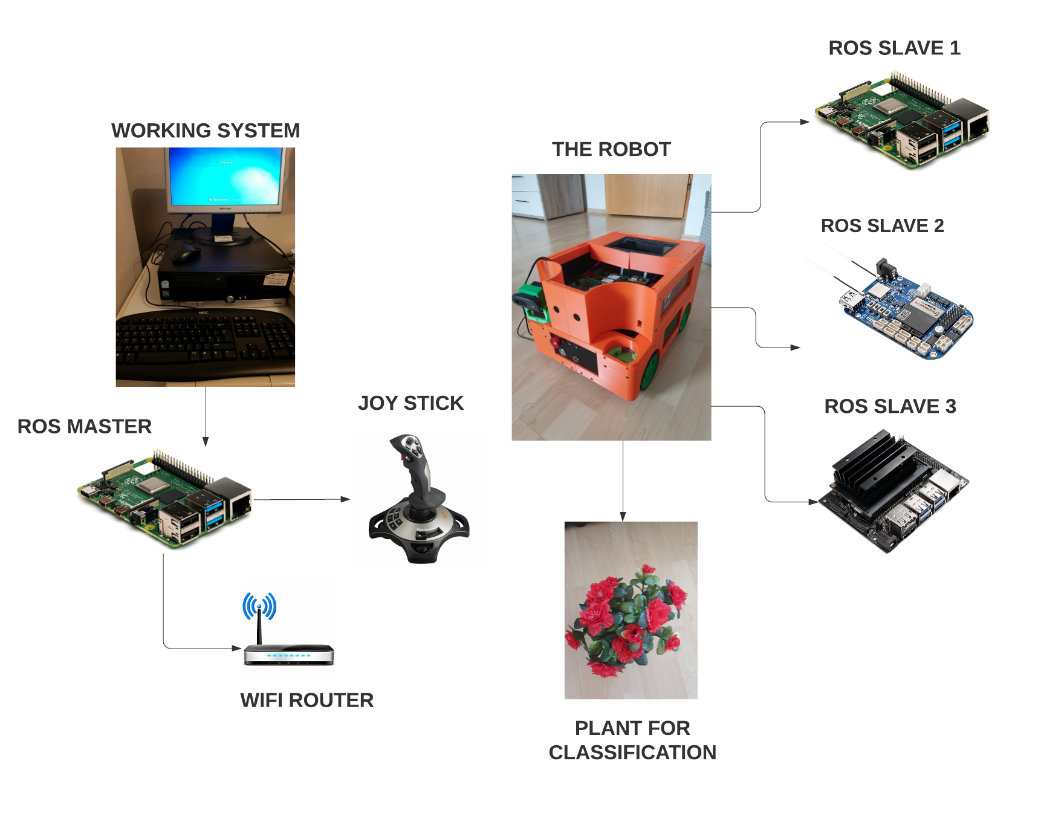 ROS SLAVE 1
WORKING SYSTEM
THE ROBOT
ROS SLAVE 2
JOY STICK
ROS SLAVE 3
ROS MASTER
WIFI ROUTER
PLANT FOR
CLASSIFICATION